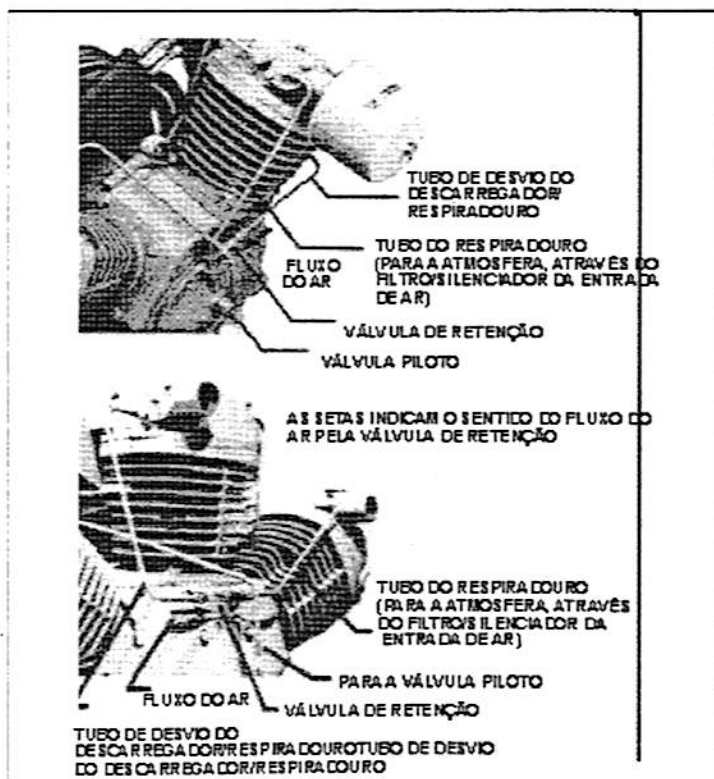 TUBO DE DESVIO DO
DESCARREGADOR/
RESPIRADOURO
TUBO DO RESPIRADOURO
(PARA A ATMOSFERA, ATRAVÉS DO
FILTRO/SILENCIADOR DA ENTRADA
DE AR)
FLUXO
DO AR
VÁLVULA DE RETENÇÃO
VÁLVULA PILOTO
AS SETAS INDICAM O SENTIDO DO FLUXO DO
AR PELA VÁLVULA DE RETENÇÃO
TUBO DO RESPIRADOURO
(PARA A ATMOSFERA, ATRAVÉS
DO FILTRO/SILENCIADOR DA
ENTRADA DE AR)
PARA A VÁLVULA PILOTO
FLUXO DO AR
VÁLVULA DE RETENÇÃO
TUBO DE DESVIO DO
DESCARREGADOR/RESPIRADOUROTUBO DE DESVIO
DO DESCARREGADOR/RESPIRADOURO